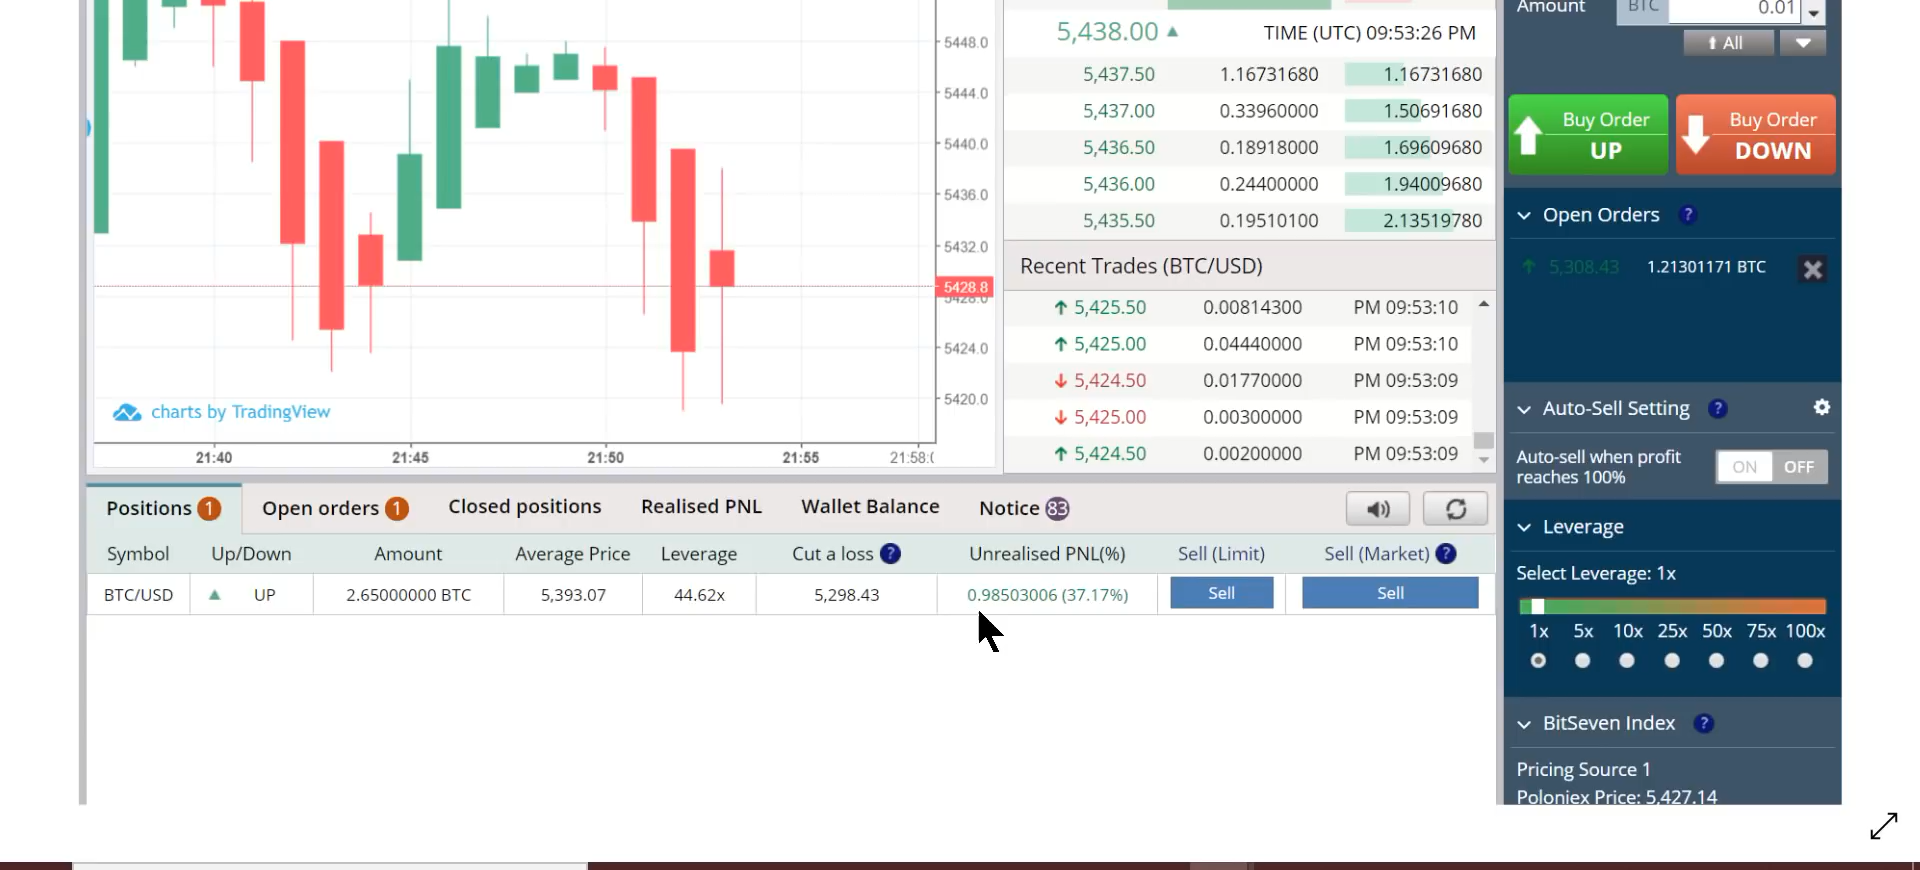 Amount BTC 0.01
All
5448.0
5444.0
5440.0
5436.0
5432.0
5428.8
5428.0
5424.0
5420.0
charts by TradingView
21:40 21:45 21:50 21:55 21:58:(
5,438.00 TIME (UTC) 09:53:26 PM
5,437.50 1.16731680 1.16731680
5,437.00 0.33960000 1.50691680
5,436.50 0.18918000 1.69609680
5,436.00 0.24400000 1.94009680
5,435.50 0.19510100 2.13519780
Recent Trades (BTC/USD)
5,425.50 0.00814300 PM 09:53:10
5,425.00 0.04440000 PM 09:53:10
5,424.50 0.01770000 PM 09:53:09
5,425.00 0.00300000 PM 09:53:09
5,424.50 0.00200000 PM 09:53:09
Buy Order
UP
Buy Order
DOWN
Open Orders ?
5,308.43 1.21301171 BTC
Auto-Sell Setting ?
Auto-sell when profit
reaches 100%
ON OFF
Leverage
Select Leverage: 1x
1x 5x 10x 25x 50x 75x 100x
BitSeven Index ?
Pricing Source 1
Poloniex Price: 5,427.14
Positions 1 Open orders 1 Closed positions Realised PNL Wallet Balance Notice 83
Symbol Up/Down Amount Average Price Leverage Cut a loss ? Unrealised PNL(%) Sell (Limit) Sell (Market) ?
BTC/USD UP 2.65000000 BTC 5,393.07 44.62x 5,298.43 0.98503006 (37.17%) Sell Sell